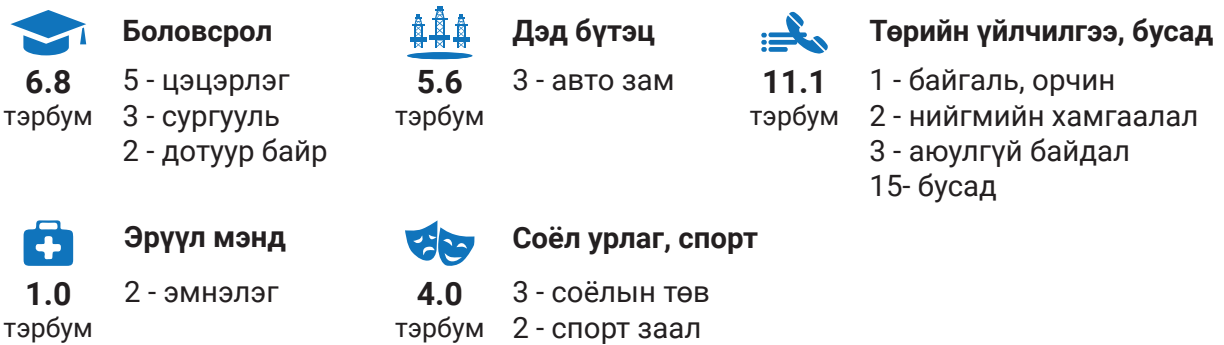 Боловсрол
6.8
тэрбум
5 - цэцэрлэг
3 - сургууль
2 - дотуур байр
Дэд бүтэц
5.6
тэрбум
3 - авто зам
Төрийн үйлчилгээ, бусад
11.1
тэрбум
1 - байгаль, орчин
2 - нийгмийн хамгаалал
3 - аюулгүй байдал
15- бусад
Эрүүл мэнд
1.0
тэрбум
2 - эмнэлэг
Соёл урлаг, спорт
4.0
тэрбум
3 - соёлын төв
2 - спорт заал